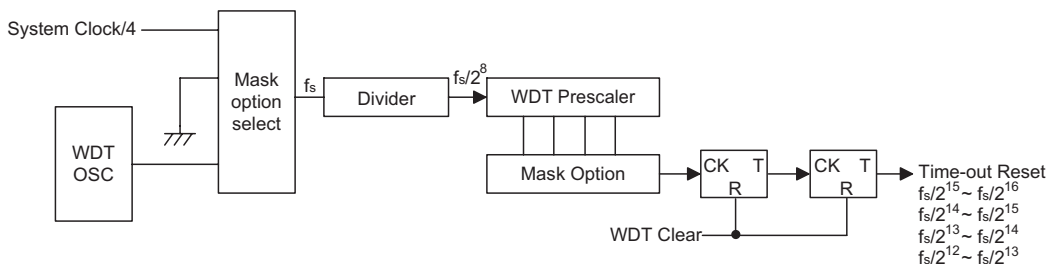 System Clock/4
Mask
option
select
WDT
OSC
fs
Divider
fs/2^8
WDT Prescaler
Mask Option
CK T
R
CK T
R
WDT Clear
Time-out Reset
fs/2^15 ~ fs/2^16
fs/2^14 ~ fs/2^15
fs/2^13 ~ fs/2^14
fs/2^12 ~ fs/2^13